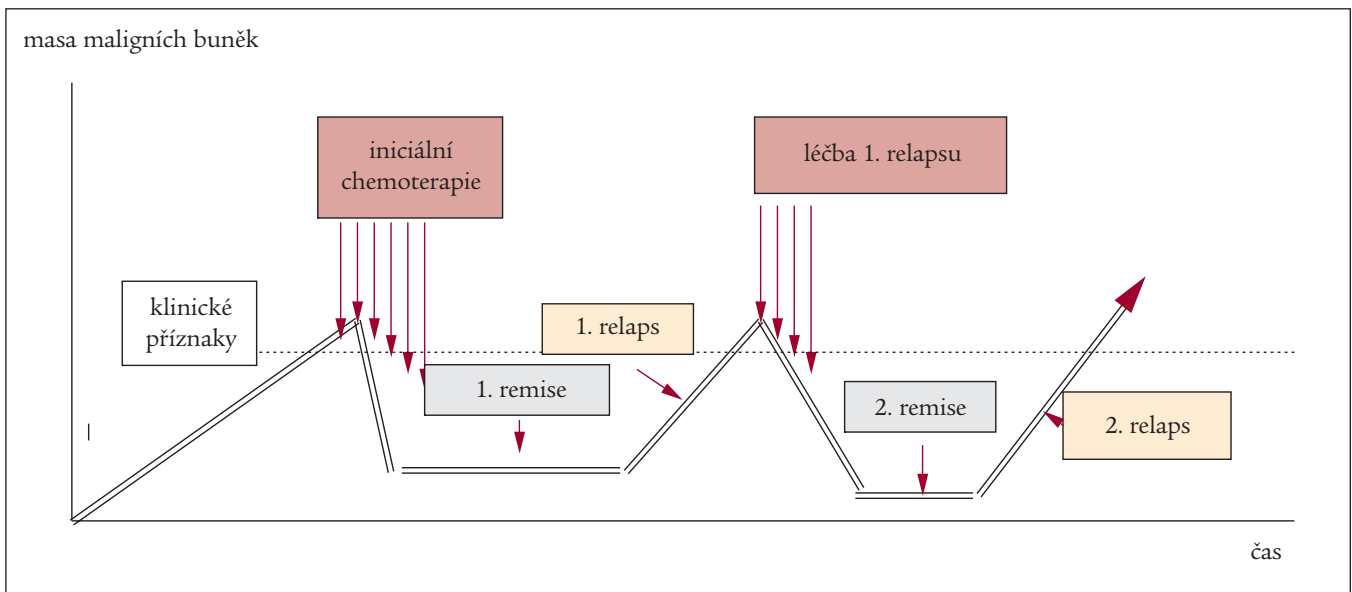 masa maligních buněk
iniciální
chemoterapie
léčba 1. relapsu
klinické
příznaky
1. relaps
1. remise
2. remise
2. relaps
čas